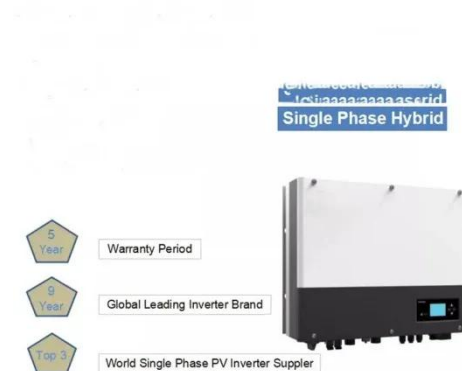 Single Phase Hybrid
5
Year
Warranty Period
9
Year
Global Leading Inverter Brand
Top 3
World Single Phase PV Inverter Suppler